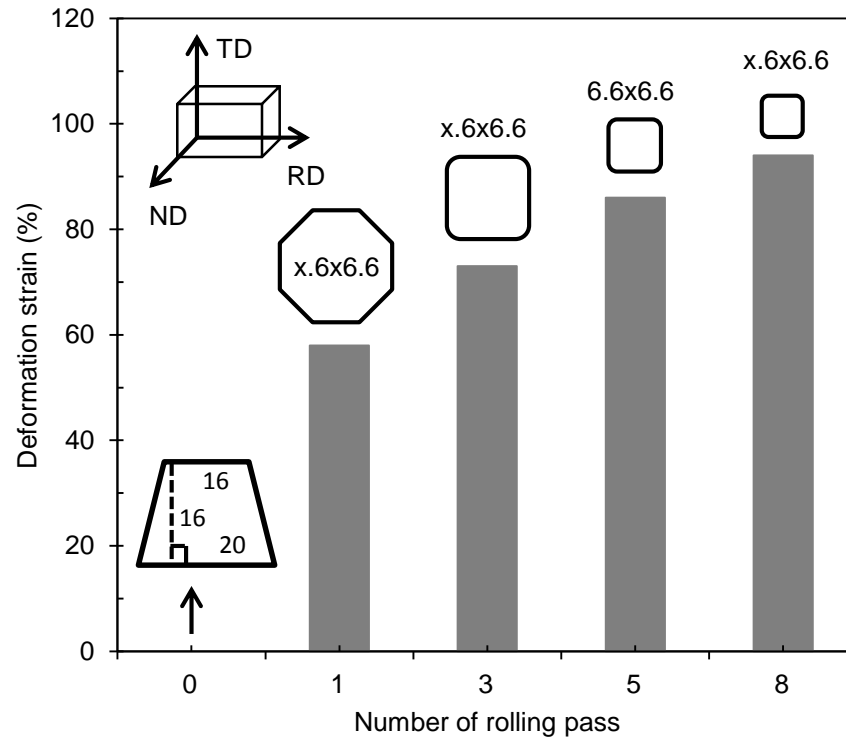 120
100
80
60
40
20
0
Deformation strain (%)
TD
RD
ND
x.6x6.6
x.6x6.6
6.6x6.6
x.6x6.6
16
16
20
0 1 3 5 8
Number of rolling pass